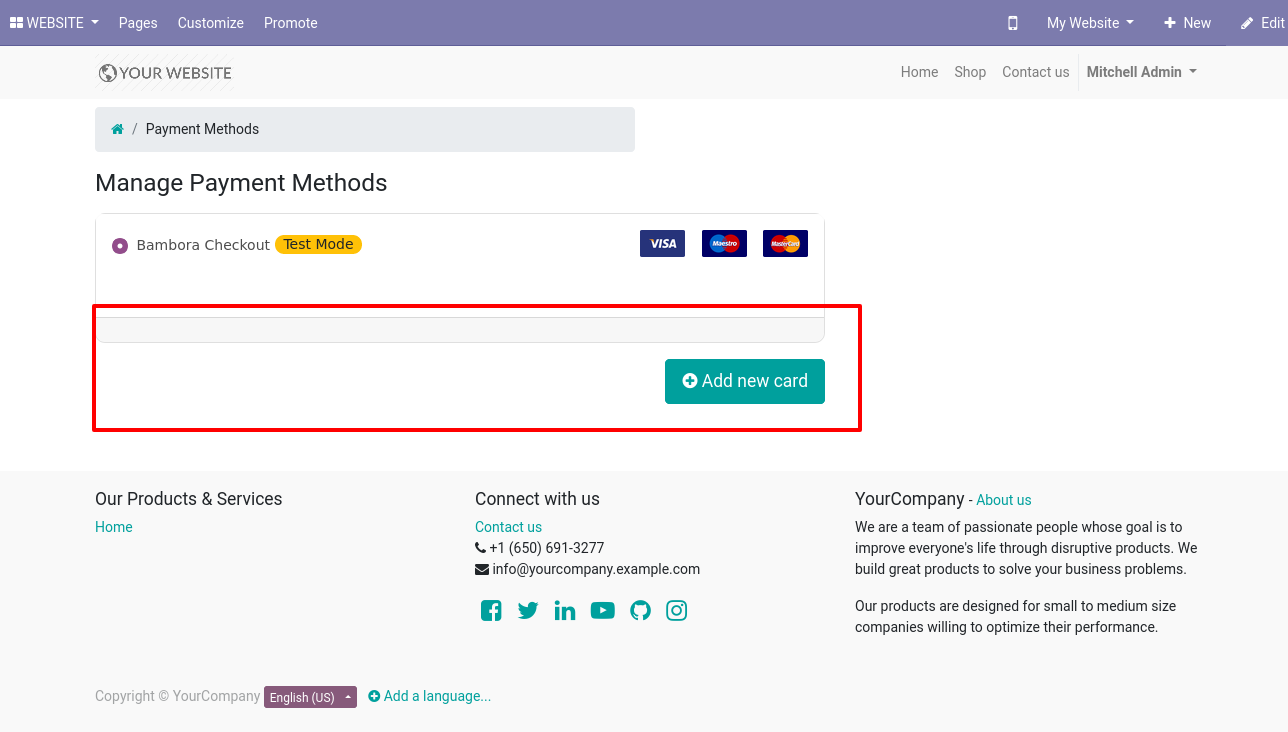 WEBSITE Pages Customize Promote My Website New Edit
YOUR WEBSITE Home Shop Contact us Mitchell Admin
/ Payment Methods
Manage Payment Methods
Bambora Checkout Test Mode VISA Maestro MasterCard
Add new card
Our Products & Services
Home
Connect with us
Contact us
+1 (650) 691-3277
info@yourcompany.example.com
YourCompany - About us
We are a team of passionate people whose goal is to
improve everyone's life through disruptive products. We
build great products to solve your business problems.
Our products are designed for small to medium size
companies willing to optimize their performance.
Copyright © YourCompany English (US) Add a language...